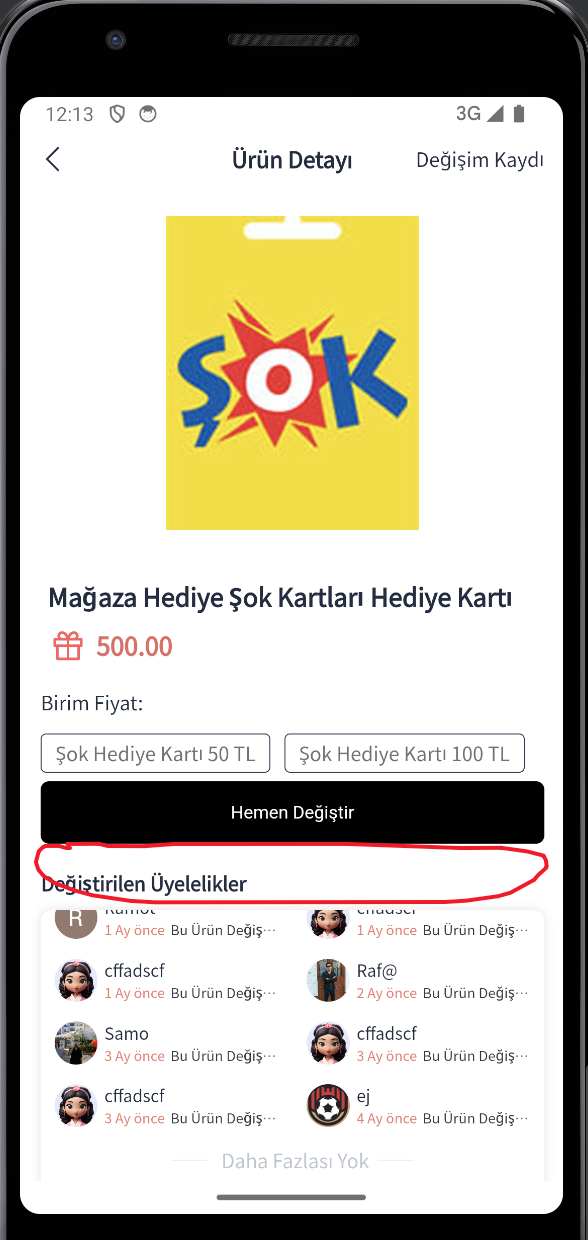 12:13 3G
Ürün Detayı Değişim Kaydı
ŞOK
Mağaza Hediye Şok Kartları Hediye Kartı
500.00
Birim Fiyat:
Şok Hediye Kartı 50 TL Şok Hediye Kartı 100 TL
Hemen Değiştir
Değiştirilen Üyelelikler
R Ramot cffadscf
1 Ay önce Bu Ürün Değiş··· 1 Ay önce Bu Ürün Değiş···
cffadscf Raf@
1 Ay önce Bu Ürün Değiş··· 2 Ay önce Bu Ürün Değiş···
Samo cffadscf
3 Ay önce Bu Ürün Değiş··· 3 Ay önce Bu Ürün Değiş···
cffadscf ej
3 Ay önce Bu Ürün Değiş··· 4 Ay önce Bu Ürün Değiş···
Daha Fazlası Yok